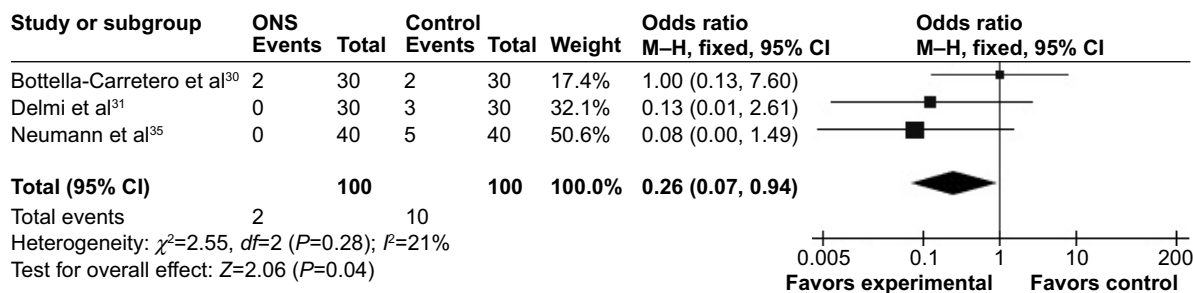 Study or subgroup ONS Control Odds ratio Odds ratio
Events Total Events Total Weight M–H, fixed, 95% CI M–H, fixed, 95% CI
Bottella-Carretero et al³⁰ 2 30 2 30 17.4% 1.00 (0.13, 7.60)
Delmi et al³¹ 0 30 3 30 32.1% 0.13 (0.01, 2.61)
Neumann et al³⁵ 0 40 5 40 50.6% 0.08 (0.00, 1.49)
Total (95% CI) 100 100 100.0% 0.26 (0.07, 0.94)
Total events 2 10
Heterogeneity: χ²=2.55, df=2 (P=0.28); I²=21%
Test for overall effect: Z=2.06 (P=0.04)
0.005 0.1 1 10 200
Favors experimental Favors control